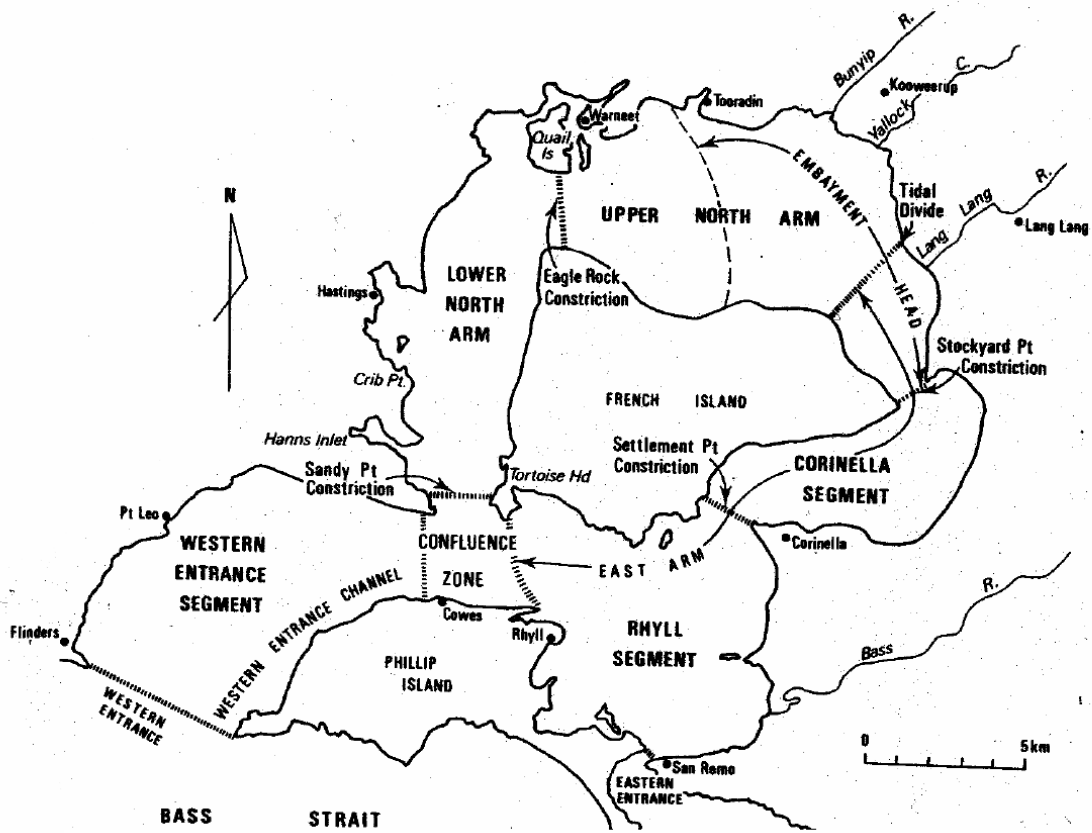 Bunyip R.
Kooweerup
Yallock C.
Tooradin
Warneet
Quail
Is
EMBAYMENT HEAD
Tidal
Divide
Lang Lang R.
Lang Lang
N
UPPER NORTH ARM
LOWER
NORTH
ARM
Eagle Rock
Constriction
Hastings
Stockyard Pt
Constriction
Crib Pt.
FRENCH ISLAND
Hanns Inlet
Settlement Pt
Constriction
Sandy Pt
Constriction
Tortoise Hd
CORINELLA
SEGMENT
Pt Leo
WESTERN
ENTRANCE
SEGMENT
CONFLUENCE
ZONE
EAST ARM
Corinella
WESTERN ENTRANCE CHANNEL
Cowes
Flinders
Rhyll
RHYLL
SEGMENT
Bass R.
PHILLIP
ISLAND
WESTERN
ENTRANCE
0 5km
San Remo
EASTERN
ENTRANCE
BASS STRAIT